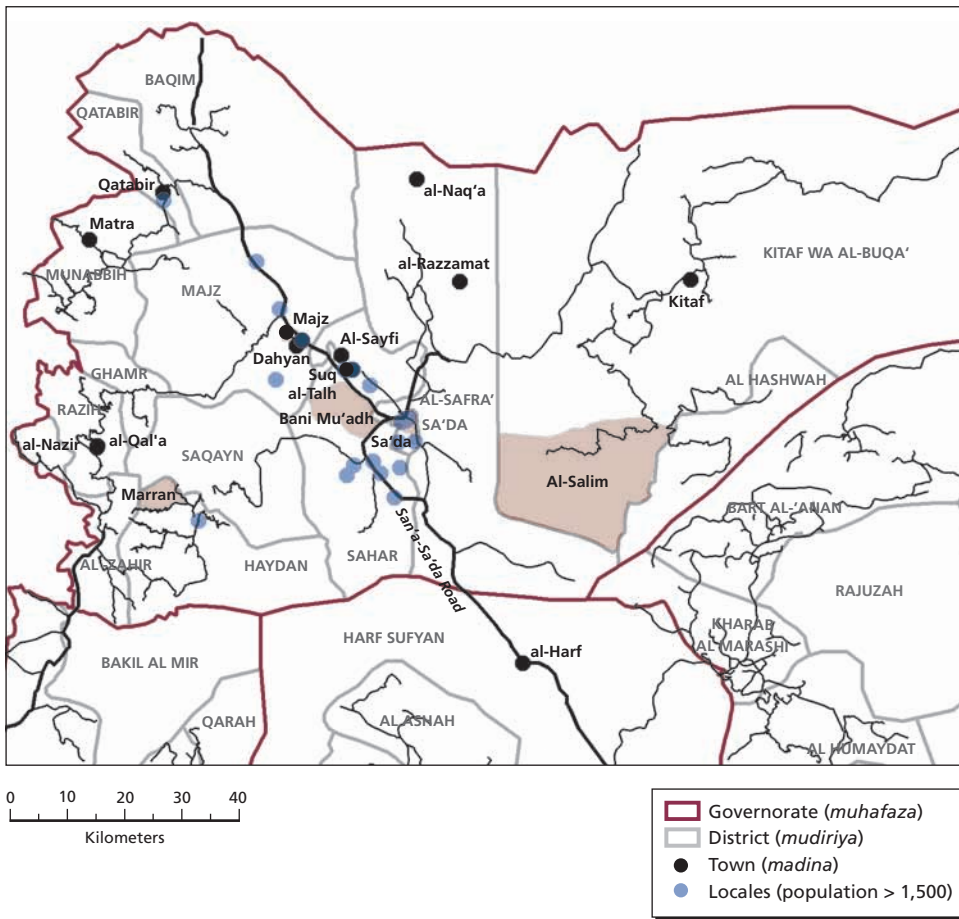 BAQIM
QATABIR
Qatabir
al-Naq‘a
Matra
KITAF WA AL-BUQA‘
al-Razzamat
MUNABBIH
MAJZ
Kitaf
Majz
Al-Sayfi
Dahyan
Suq
al-Talh
GHAMR
AL HASHWAH
AL-SAFRA’
RAZIH
Bani Mu‘adh
SA‘DA
al-Nazir
al-Qal'a
Sa‘da
SAQAYN
Al-Salim
Marran
BART AL-‘ANAN
San‘a-Sa‘da Road
AL ZAHIR
HAYDAN
SAHAR
RAJUZAH
KHARAB
AL MARASHI
HARF SUFYAN
al-Harf
BAKIL AL MIR
QARAH
AL ASHAH
AL HUMAYDAT
0 10 20 30 40
Kilometers
Governorate (muhafaza)
District (mudiriya)
Town (madina)
Locales (population > 1,500)